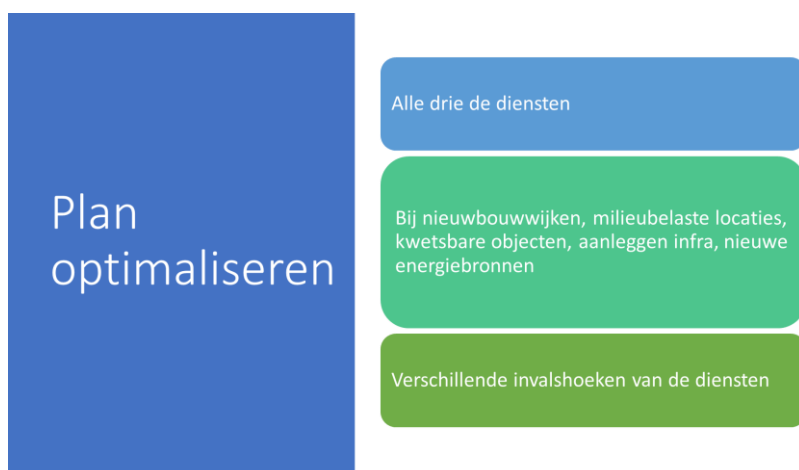 Plan
optimaliseren
Alle drie de diensten
Bij nieuwbouwwijken, milieubelaste locaties,
kwetsbare objecten, aanleggen infra, nieuwe
energiebronnen
Verschillende invalshoeken van de diensten